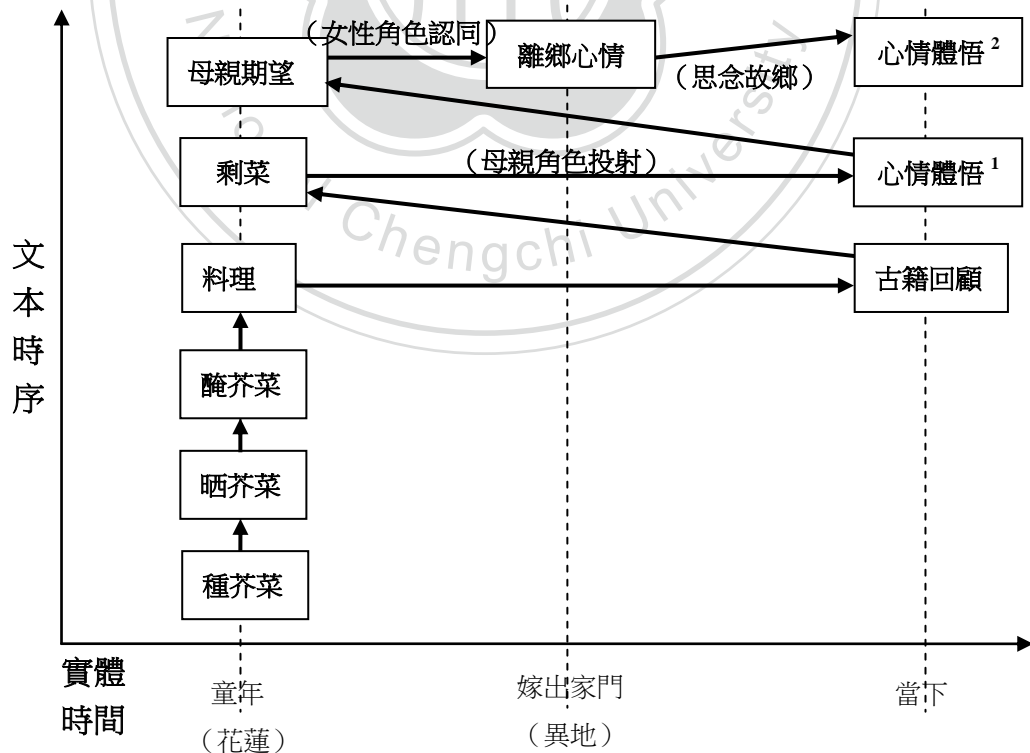 （女性角色認同）
母親期望
離鄉心情
（思念故鄉）
心情體悟 2
剩菜
（母親角色投射）
心情體悟 1
Chengchi University
料理
古籍回顧
醃芥菜
晒芥菜
種芥菜
文本時序
實體時間
童年
（花蓮）
嫁出家門
（異地）
當下